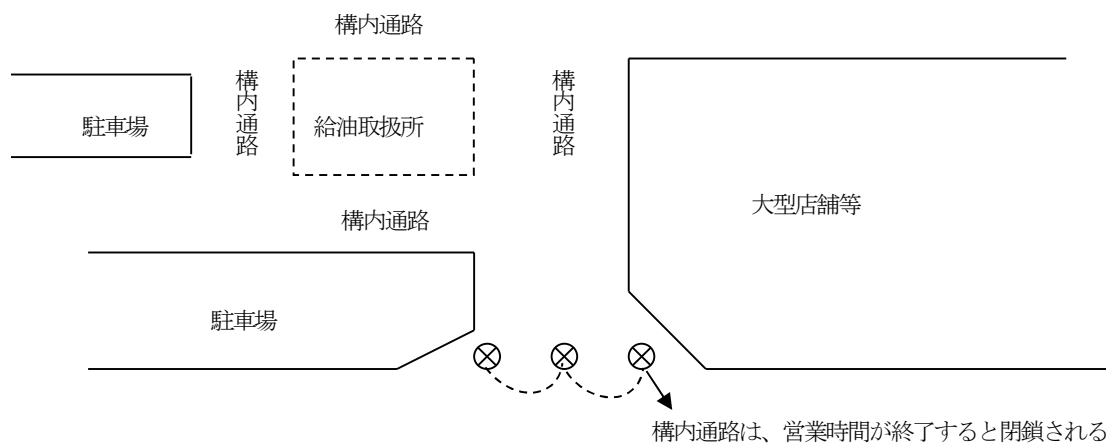 構内通路
構内通路
構内通路
駐車場
給油取扱所
大型店舗等
構内通路
駐車場
構内通路は、営業時間が終了すると閉鎖される